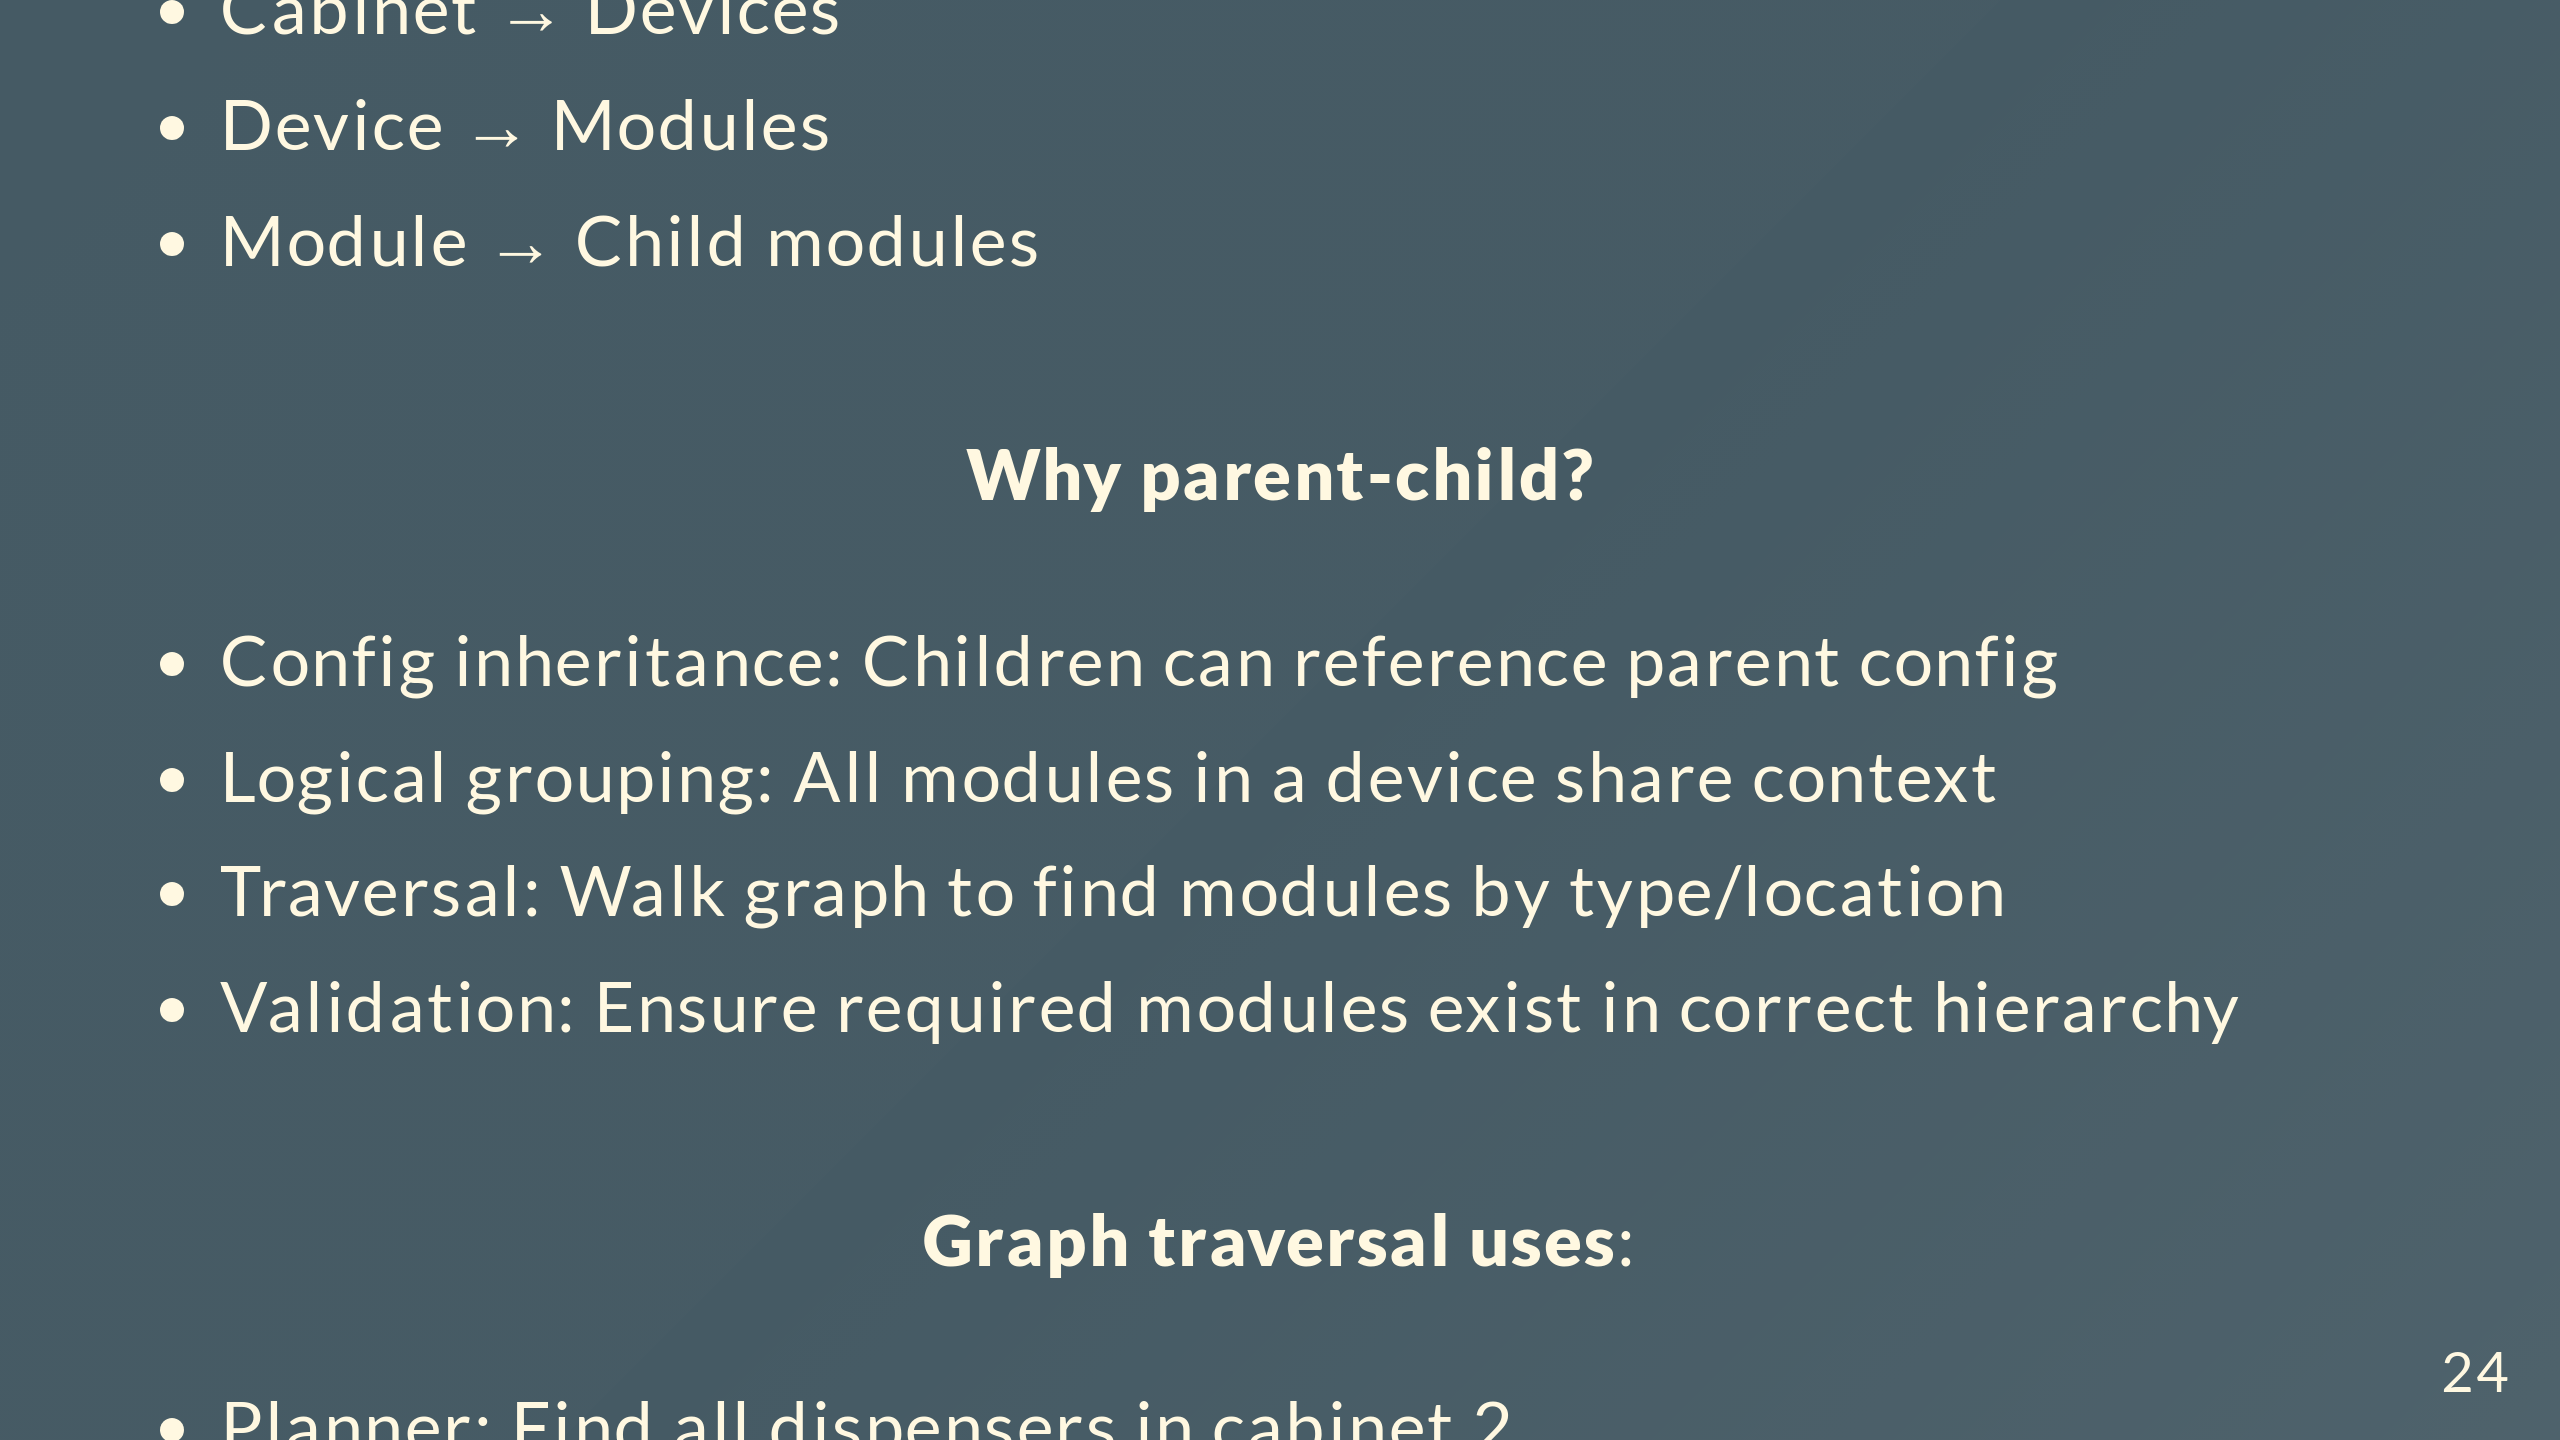 • Cabinet → Devices
• Device → Modules
• Module → Child modules
Why parent-child?
• Config inheritance: Children can reference parent config
• Logical grouping: All modules in a device share context
• Traversal: Walk graph to find modules by type/location
• Validation: Ensure required modules exist in correct hierarchy
Graph traversal uses:
• Planner: Find all dispensers in cabinet 2
24